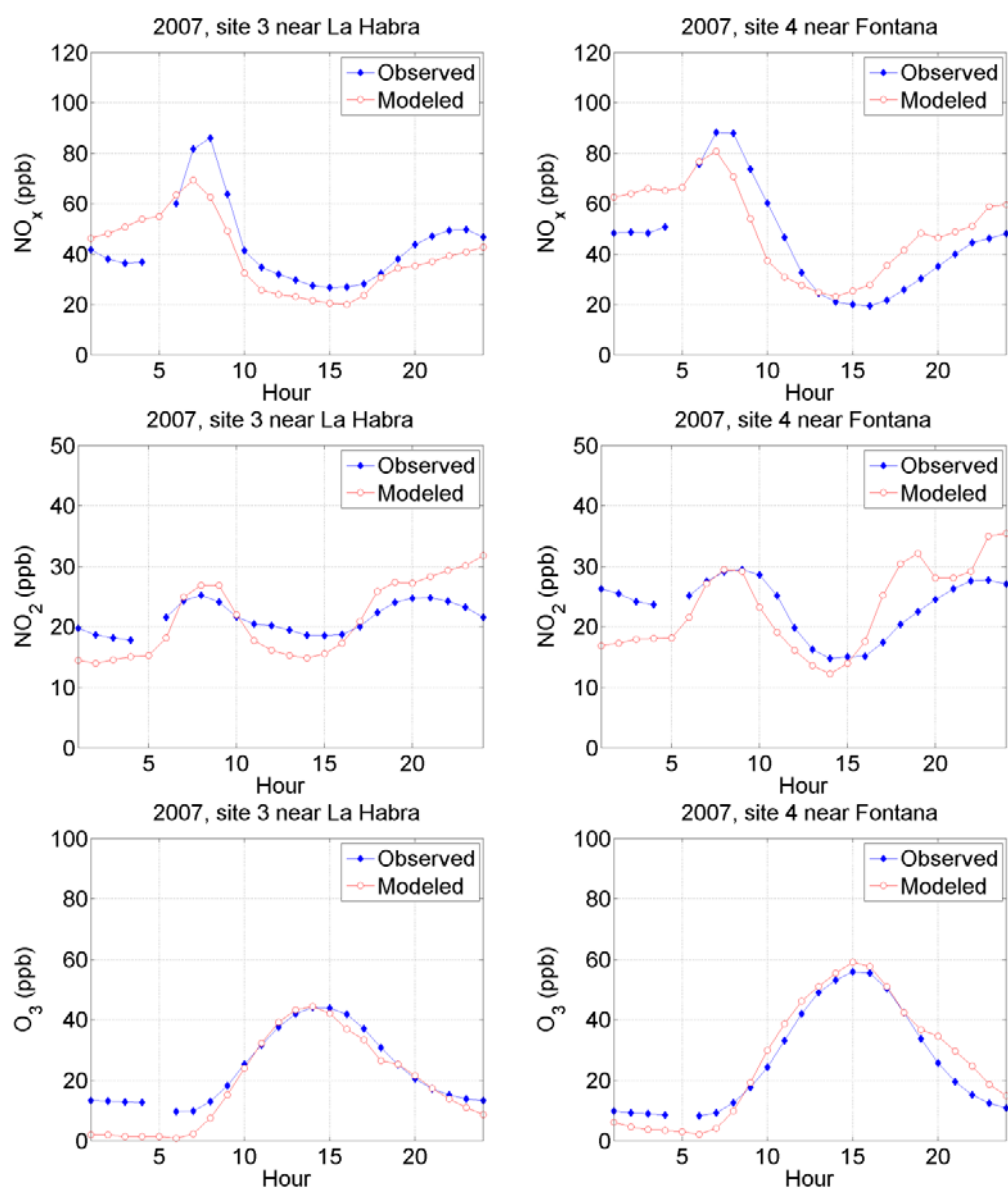 2007, site 3 near La Habra
120
100
80
60
40
20
0
NOx (ppb)
5
10
15
20
Hour
Observed
Modeled
2007, site 4 near Fontana
120
100
80
60
40
20
0
NOx (ppb)
5
10
15
20
Hour
Observed
Modeled
2007, site 3 near La Habra
50
40
30
20
10
0
NO2 (ppb)
5
10
15
20
Hour
Observed
Modeled
2007, site 4 near Fontana
50
40
30
20
10
0
NO2 (ppb)
5
10
15
20
Hour
Observed
Modeled
2007, site 3 near La Habra
100
80
60
40
20
0
O3 (ppb)
5
10
15
20
Hour
Observed
Modeled
2007, site 4 near Fontana
100
80
60
40
20
0
O3 (ppb)
5
10
15
20
Hour
Observed
Modeled